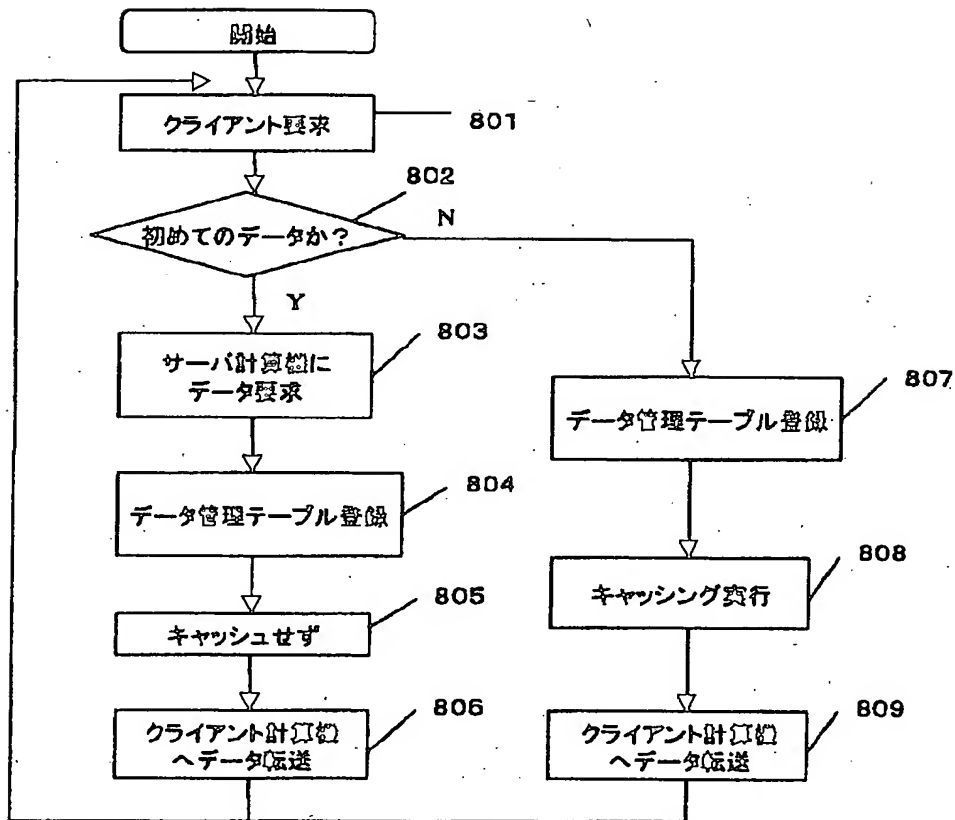 開始
クライアント要求
801
802
初めてのデータか?
N
Y
803
サーバ計算機に
データ要求
807
データ管理テーブル登録
804
データ管理テーブル登録
808
キャッシング実行
805
キャッシュせず
806
クライアント計算機
へデータ転送
809
クライアント計算機
へデータ転送